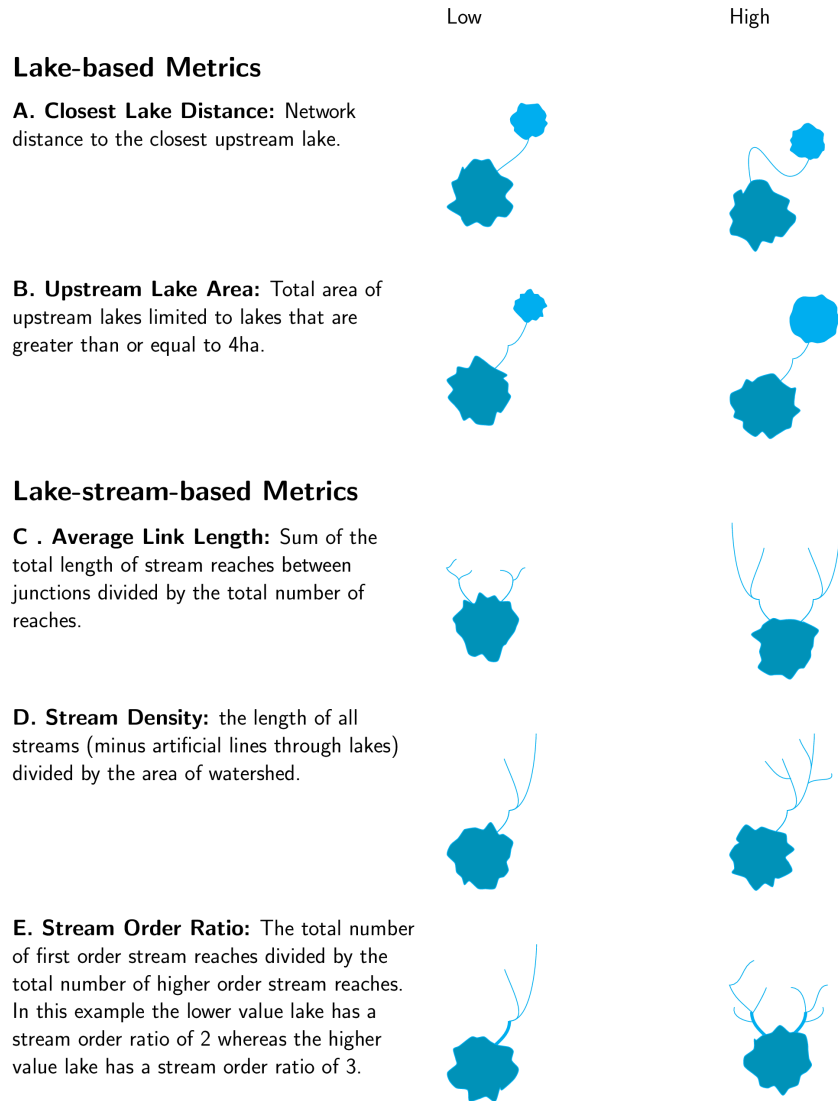 Low High
Lake-based Metrics
A. Closest Lake Distance: Network
distance to the closest upstream lake.
B. Upstream Lake Area: Total area of
upstream lakes limited to lakes that are
greater than or equal to 4ha.
Lake-stream-based Metrics
C . Average Link Length: Sum of the
total length of stream reaches between
junctions divided by the total number of
reaches.
D. Stream Density: the length of all
streams (minus artificial lines through lakes)
divided by the area of watershed.
E. Stream Order Ratio: The total number
of first order stream reaches divided by the
total number of higher order stream reaches.
In this example the lower value lake has a
stream order ratio of 2 whereas the higher
value lake has a stream order ratio of 3.